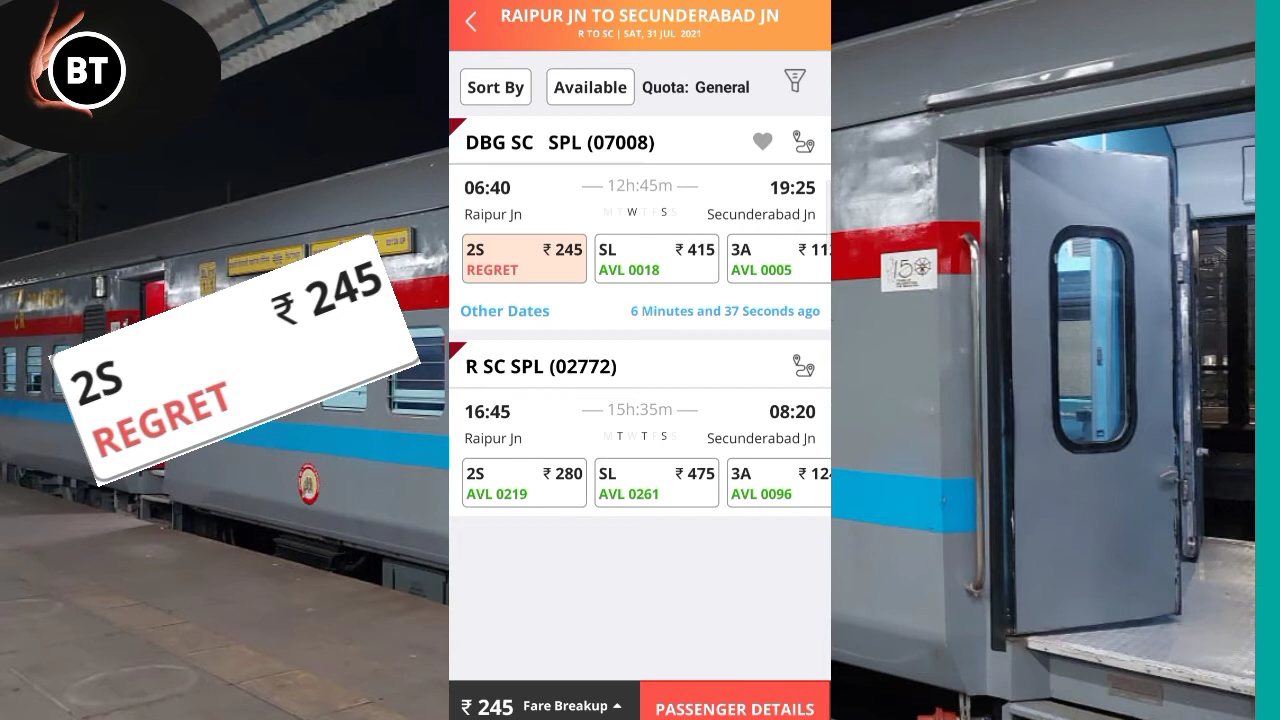 BT
₹ 245
2S
REGRET
RAIPUR JN TO SECUNDERABAD JN
R TO SC | SAT, 31 JUL 2021
Sort By
Available
Quota: General
DBG SC SPL (07008)
06:40
12h:45m
19:25
Raipur Jn
M T W T F S S
Secunderabad Jn
2S ₹ 245
REGRET
SL ₹ 415
AVL 0018
3A ₹ 11
AVL 0005
Other Dates
6 Minutes and 37 Seconds ago
R SC SPL (02772)
16:45
15h:35m
08:20
Raipur Jn
M T W T F S S
Secunderabad Jn
2S ₹ 280
AVL 0219
SL ₹ 475
AVL 0261
3A ₹ 12
AVL 0096
₹ 245
Fare Breakup
PASSENGER DETAILS
150